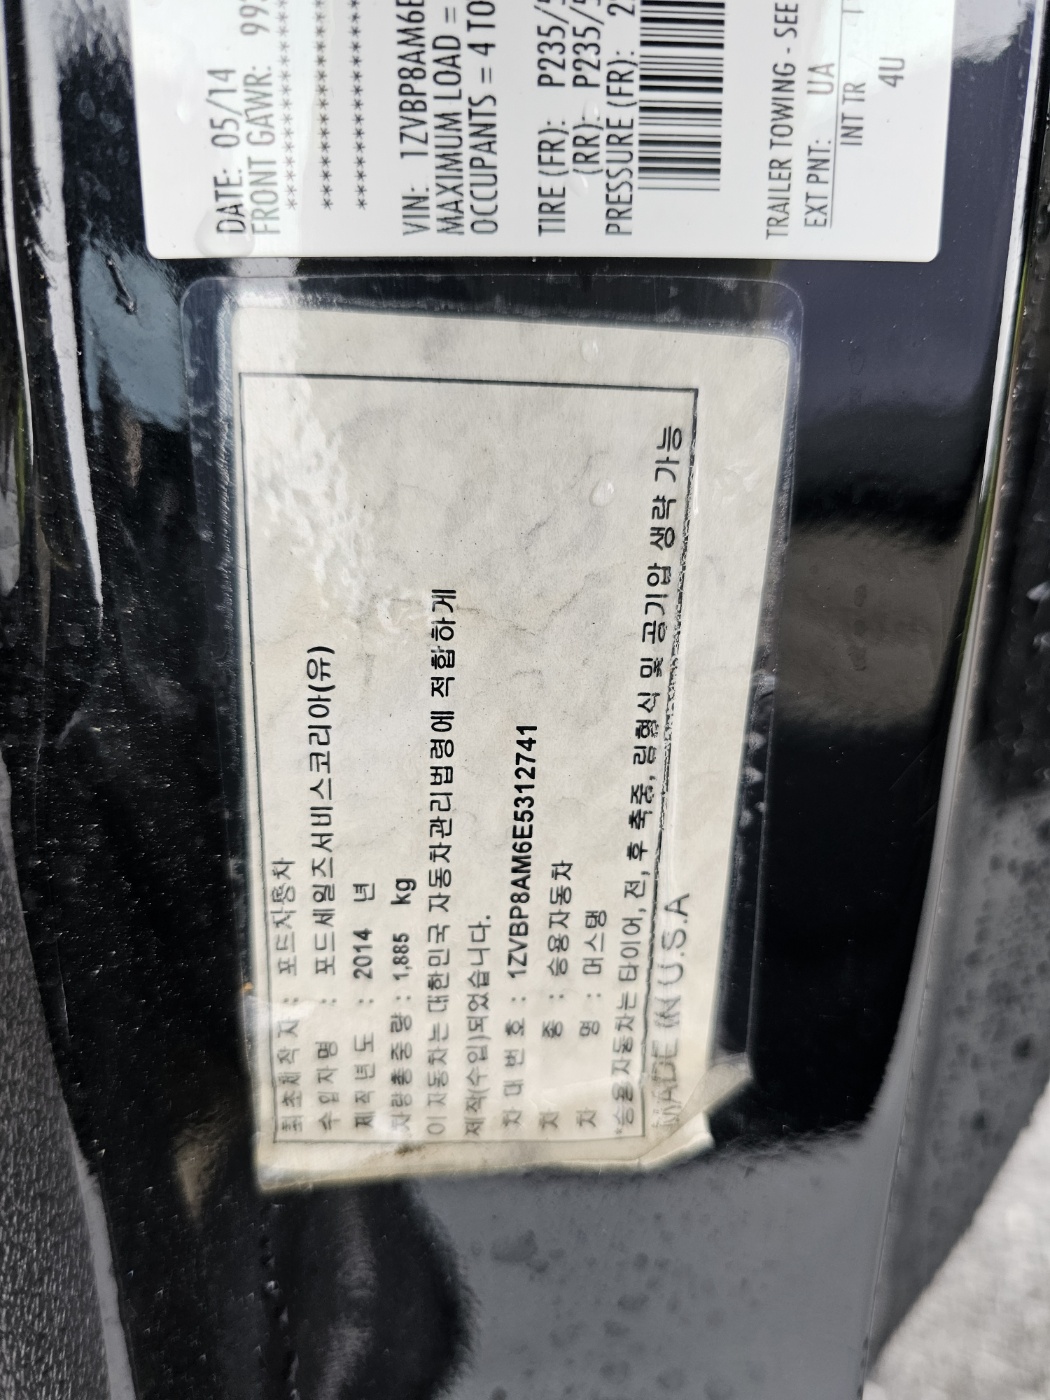 최초제작자 : 포드자동차
수입자명 : 포드세일즈서비스코리아(유)
제작년도 : 2014 년
차량총중량 : 1,885 kg
이 자동차는 대한민국 자동차관리법령에 적합하게
제작(수입)되었습니다.
차대번호 : 1ZVBP8AM6E5312741
차 종 : 승용자동차
차 명 : 머스탱
*승용자동차는 타이어, 전,후 축중, 림형식 및 공기압 생략 가능
MADE IN U.S.A
DATE: 05/14
FRONT GAWR: 99
VIN: 1ZVBP8AM6E
MAXIMUM LOAD =
OCCUPANTS = 4 TO
TIRE (FR): P235/5
(RR): P235/5
PRESSURE (FR): 2
TRAILER TOWING - SEE
EXT PNT: UA
INT TR
4U